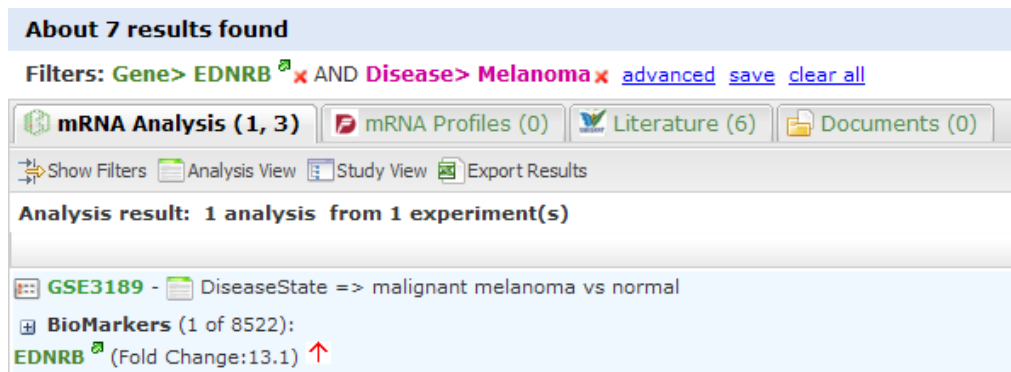 About 7 results found
Filters: Gene> EDNRB AND Disease> Melanoma advanced save clear all
mRNA Analysis (1, 3) mRNA Profiles (0) Literature (6) Documents (0)
Show Filters Analysis View Study View Export Results
Analysis result: 1 analysis from 1 experiment(s)
GSE3189 - DiseaseState => malignant melanoma vs normal
BioMarkers (1 of 8522):
EDNRB (Fold Change:13.1) ↑